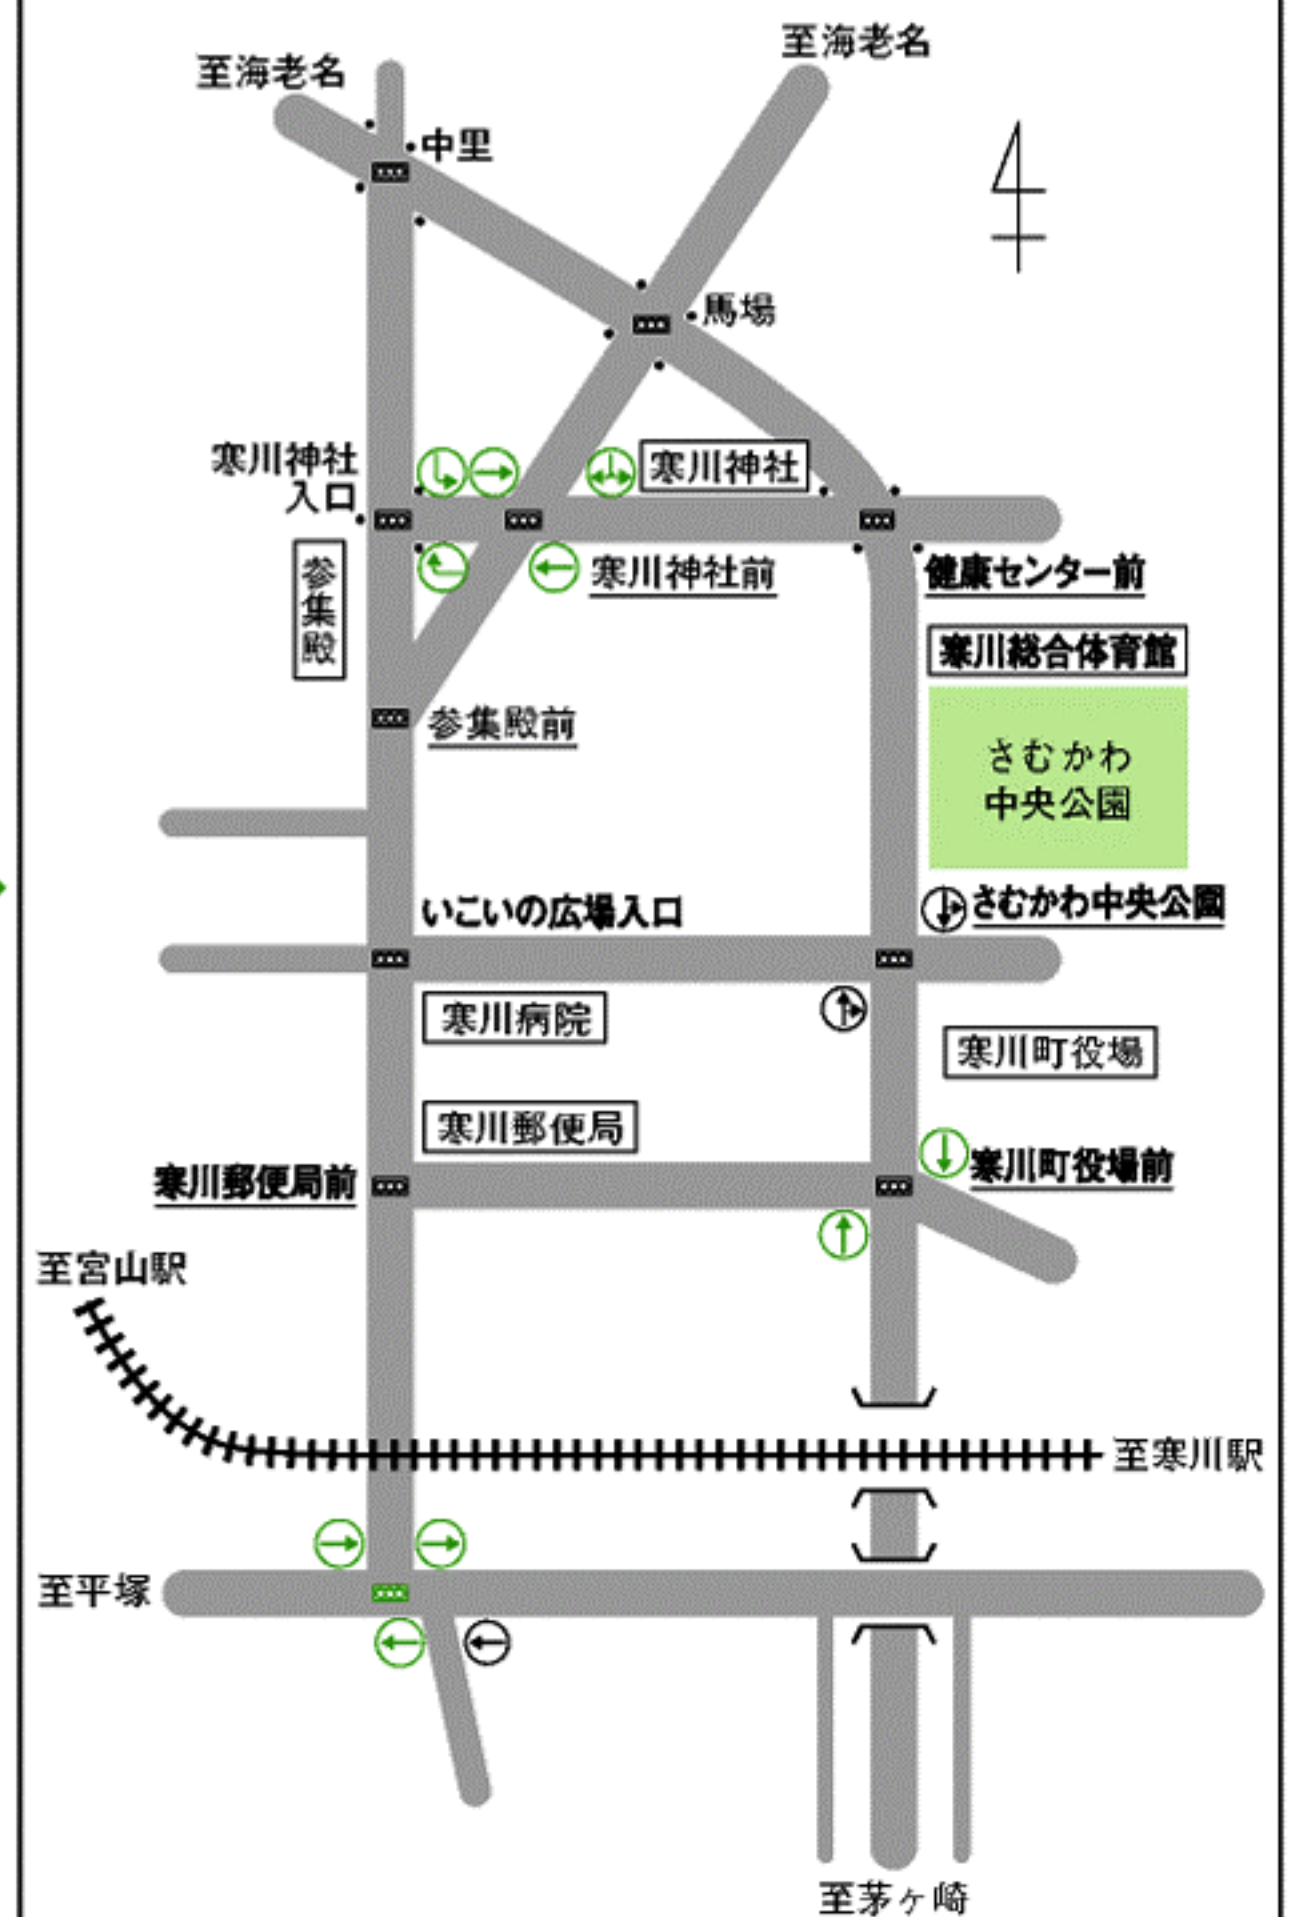 至海老名
至海老名
中里
馬場
寒川神社
入口
寒川神社
参集殿
寒川神社前
健康センター前
寒川総合体育館
参集殿前
さむかわ
中央公園
いこいの広場入口
さむかわ中央公園
寒川病院
寒川町役場
寒川郵便局
寒川郵便局前
寒川町役場前
至宮山駅
至寒川駅
至平塚
至茅ヶ崎